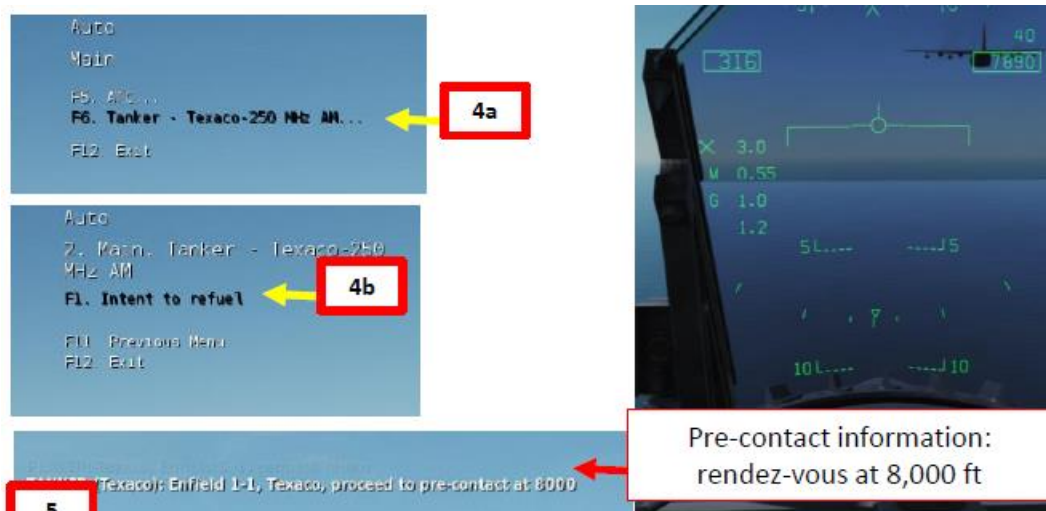 Auto
Main
F5. ATC...
F6. Tanker - Texaco-250 MHz AM...
F12 Exit
4a
Auto
2. Main. Tanker - Texaco-250
MHz AM
F1. Intent to refuel
4b
F11 Previous Menu
F12 Exit
40
316
7890
X 3.0
M 0.55
G 1.0
1.2
5 5
10 10
Pre-contact information:
rendez-vous at 8,000 ft
(Texaco): Enfield 1-1, Texaco, proceed to pre-contact at 8000
5